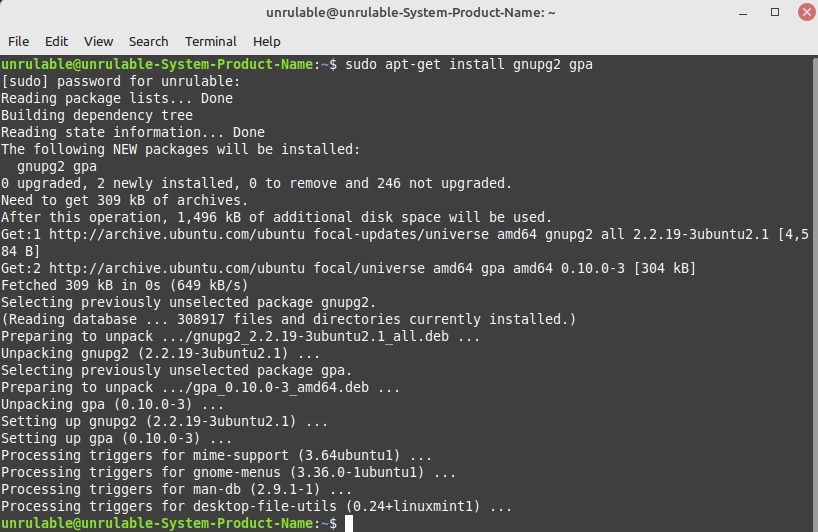 unrulable@unrulable-System-Product-Name: ~
File Edit View Search Terminal Help
unrulable@unrulable-System-Product-Name:~$ sudo apt-get install gnupg2 gpa
[sudo] password for unrulable:
Reading package lists... Done
Building dependency tree
Reading state information... Done
The following NEW packages will be installed:
  gnupg2 gpa
0 upgraded, 2 newly installed, 0 to remove and 246 not upgraded.
Need to get 309 kB of archives.
After this operation, 1,496 kB of additional disk space will be used.
Get:1 http://archive.ubuntu.com/ubuntu focal-updates/universe amd64 gnupg2 all 2.2.19-3ubuntu2.1 [4,5
84 B]
Get:2 http://archive.ubuntu.com/ubuntu focal/universe amd64 gpa amd64 0.10.0-3 [304 kB]
Fetched 309 kB in 0s (649 kB/s)
Selecting previously unselected package gnupg2.
(Reading database ... 308917 files and directories currently installed.)
Preparing to unpack .../gnupg2_2.2.19-3ubuntu2.1_all.deb ...
Unpacking gnupg2 (2.2.19-3ubuntu2.1) ...
Selecting previously unselected package gpa.
Preparing to unpack .../gpa_0.10.0-3_amd64.deb ...
Unpacking gpa (0.10.0-3) ...
Setting up gnupg2 (2.2.19-3ubuntu2.1) ...
Setting up gpa (0.10.0-3) ...
Processing triggers for mime-support (3.64ubuntu1) ...
Processing triggers for gnome-menus (3.36.0-1ubuntu1) ...
Processing triggers for man-db (2.9.1-1) ...
Processing triggers for desktop-file-utils (0.24+linuxmint1) ...
unrulable@unrulable-System-Product-Name:~$